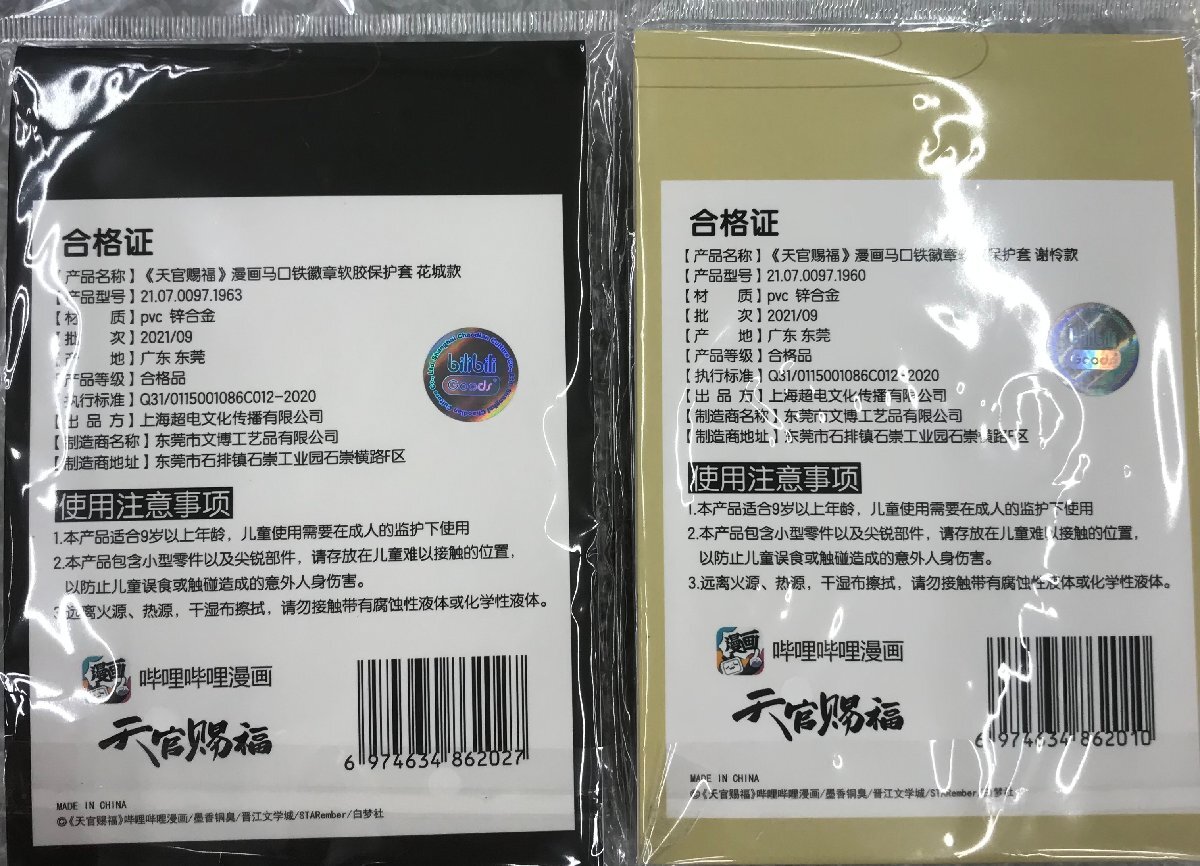 合格证
【产品名称】《天官赐福》漫画马口铁徽章软胶保护套 花城款
【产品型号】21.07.0097.1963
【材 质】pvc 锌合金
【批 次】2021/09
【产 地】广东 东莞
【产品等级】合格品
【执行标准】Q31/0115001086C012-2020
【出 品 方】上海超电文化传播有限公司
【制造商名称】东莞市文博工艺品有限公司
【制造商地址】东莞市石排镇石崇工业园石崇横路F区
bilibili
Goods
使用注意事项
1.本产品适合9岁以上年龄，儿童使用需要在成人的监护下使用
2.本产品包含小型零件以及尖锐部件，请存放在儿童难以接触的位置，
以防止儿童误食或触碰造成的意外人身伤害。
3.远离火源、热源，干湿布擦拭，请勿接触带有腐蚀性液体或化学性液体。
漫画
哔哩哔哩漫画
天官赐福
6 974634 862027
MADE IN CHINA
©《天官赐福》哔哩哔哩漫画/墨香铜臭/晋江文学城/STARember/白梦社
合格证
【产品名称】《天官赐福》漫画马口铁徽章软 保护套 谢怜款
【产品型号】21.07.0097.1960
【材 质】pvc 锌合金
【批 次】2021/09
【产 地】广东 东莞
【产品等级】合格品
【执行标准】Q31/0115001086C012-2020
【出 品 方】上海超电文化传播有限公司
【制造商名称】东莞市文博工艺品有限公司
【制造商地址】东莞市石排镇石崇工业园石崇横路F区
bilibili
Goods
使用注意事项
1.本产品适合9岁以上年龄，儿童使用需要在成人的监护下使用
2.本产品包含小型零件以及尖锐部件，请存放在儿童难以接触的位置，
以防止儿童误食或触碰造成的意外人身伤害。
3.远离火源、热源，干湿布擦拭，请勿接触带有腐蚀性液体或化学性液体。
漫画
哔哩哔哩漫画
天官赐福
6 974634 862010
MADE IN CHINA
©《天官赐福》哔哩哔哩漫画/墨香铜臭/晋江文学城/STARember/白梦社